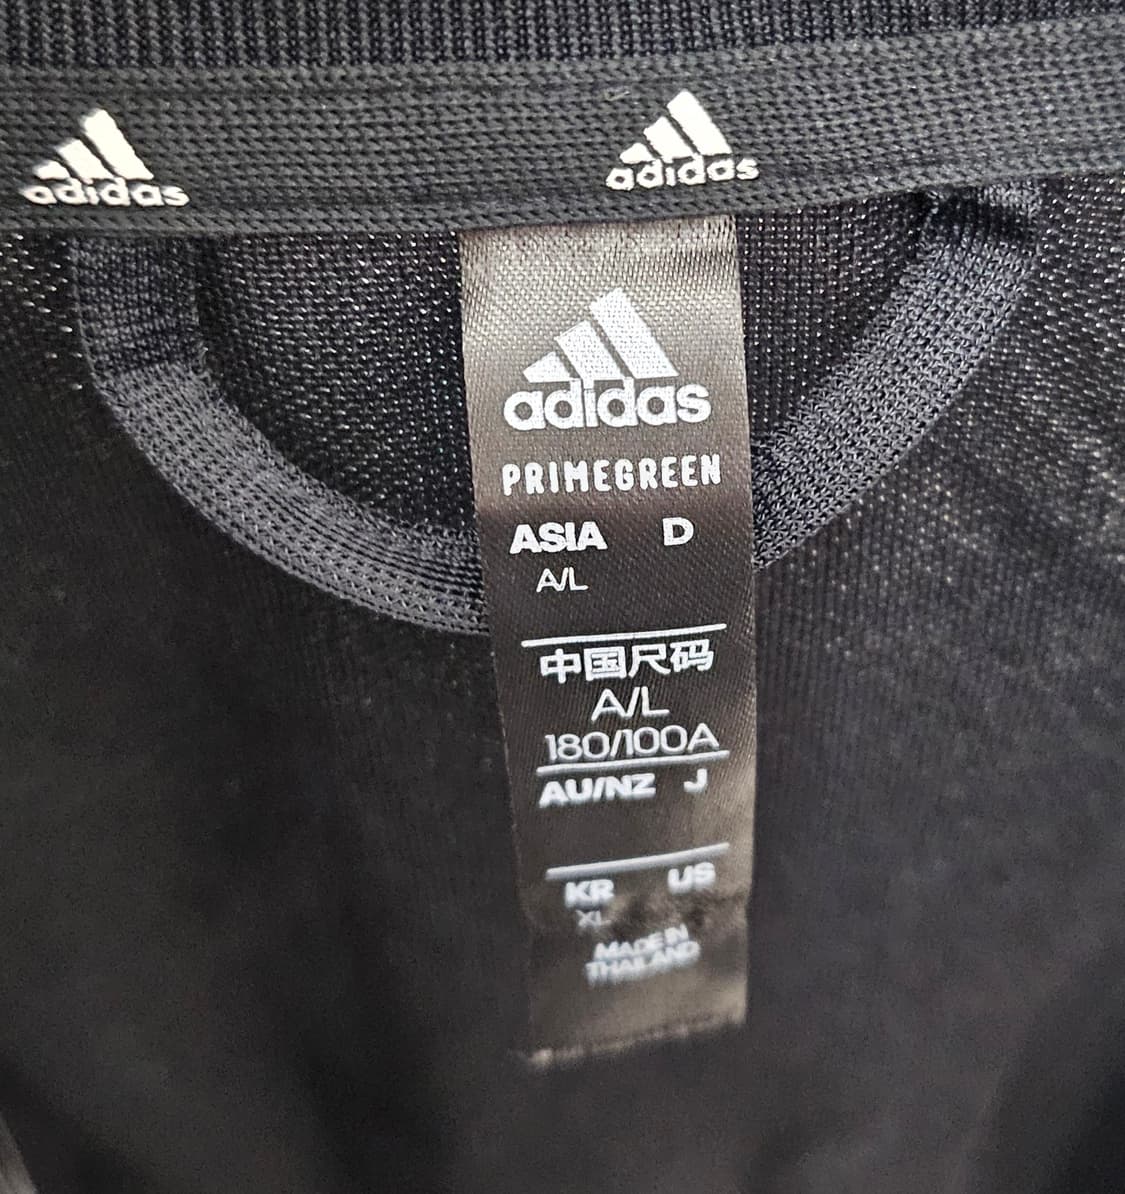 adidas adidas
adidas
PRIMEGREEN
ASIA D
A/L
中国尺码
A/L
180/100A
AU/NZ J
KR US
XL
MADE IN
THAILAND